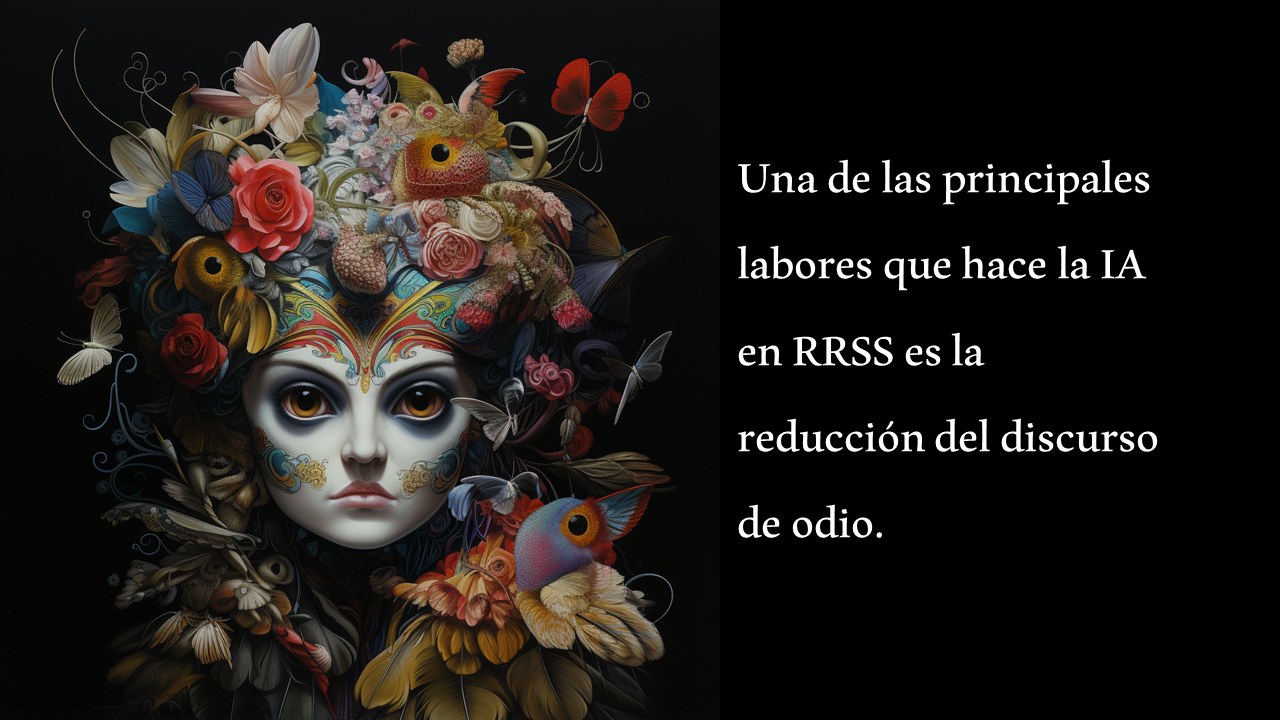 Una de las principales
labores que hace la IA
en RRSS es la
reducción del discurso
de odio.